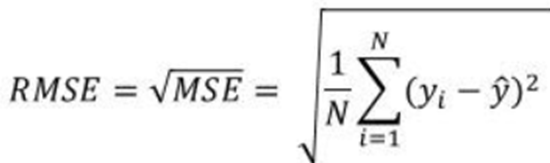 RMSE = √MSE = √(1/N ∑_{i=1}^{N} (y_i − ŷ)²)